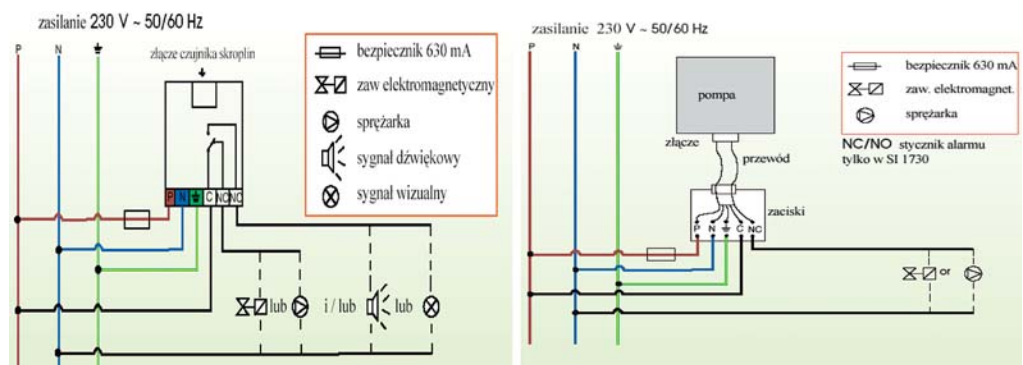 zasilanie 230 V ~ 50/60 Hz
P N
złącze czujnika skroplin
bezpiecznik 630 mA
zaw elektromagnetyczny
sprężarka
sygnał dźwiękowy
sygnał wizualny
P N C NC NC
lub i / lub lub
zasilanie 230 V ~ 50/60 Hz
P N
pompa
złącze
przewód
zaciski
P N C NC
bezpiecznik 630 mA
zaw. elektromagnet.
sprężarka
NC/NO stycznik alarmu
tylko w SI 1730
or